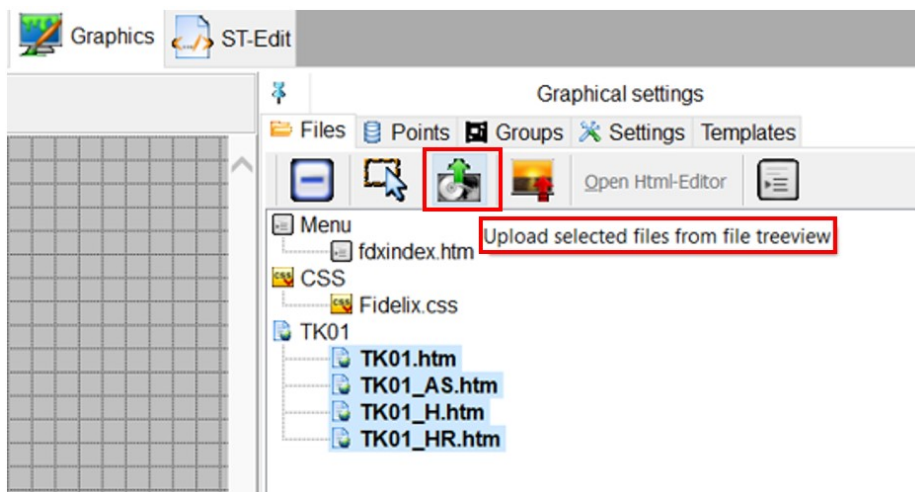 Graphics ST-Edit
Graphical settings
Files Points Groups Settings Templates
Open Html-Editor
Menu
Upload selected files from file treeview
fdxindex.htm
CSS
Fidelix.css
TK01
TK01.htm
TK01_AS.htm
TK01_H.htm
TK01_HR.htm